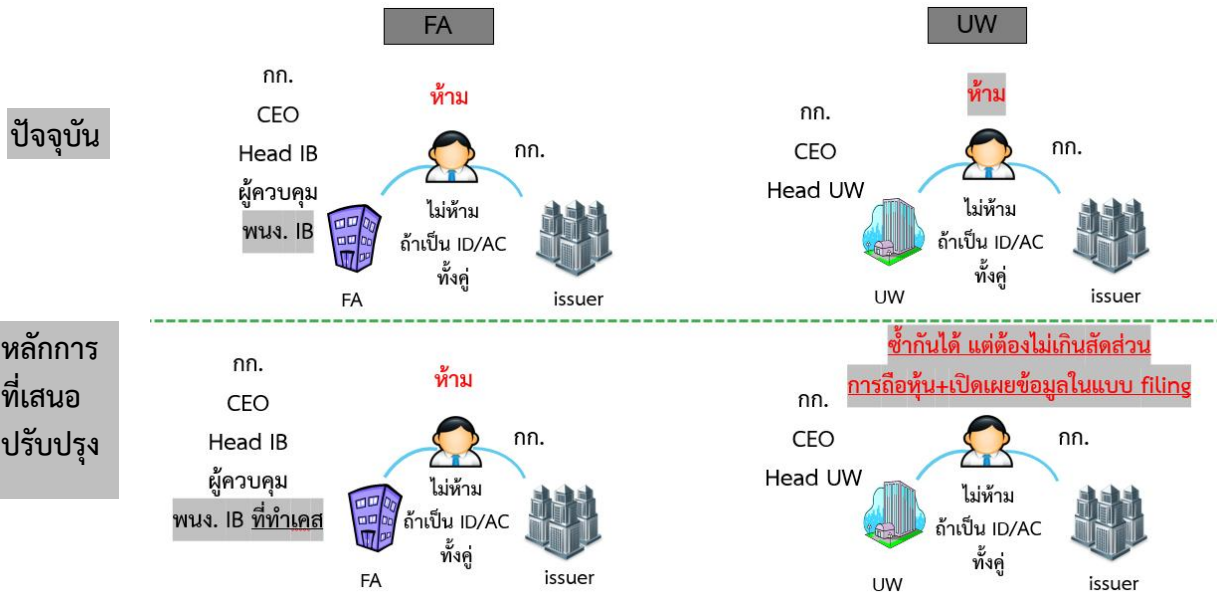 FA
UW
ปัจจุบัน
กก.
CEO
Head IB
ผู้ควบคุม
พนง. IB
ห้าม
กก.
ไม่ห้าม
ถ้าเป็น ID/AC
ทั้งคู่
FA
issuer
กก.
CEO
Head UW
ห้าม
กก.
ไม่ห้าม
ถ้าเป็น ID/AC
ทั้งคู่
UW
issuer
หลักการ
ที่เสนอ
ปรับปรุง
กก.
CEO
Head IB
ผู้ควบคุม
พนง. IB ที่ทำเคส
ห้าม
กก.
ไม่ห้าม
ถ้าเป็น ID/AC
ทั้งคู่
FA
issuer
ซ้ำกันได้ แต่ต้องไม่เกินสัดส่วน
การถือหุ้น+เปิดเผยข้อมูลในแบบ filing
กก.
CEO
Head UW
กก.
ไม่ห้าม
ถ้าเป็น ID/AC
ทั้งคู่
UW
issuer